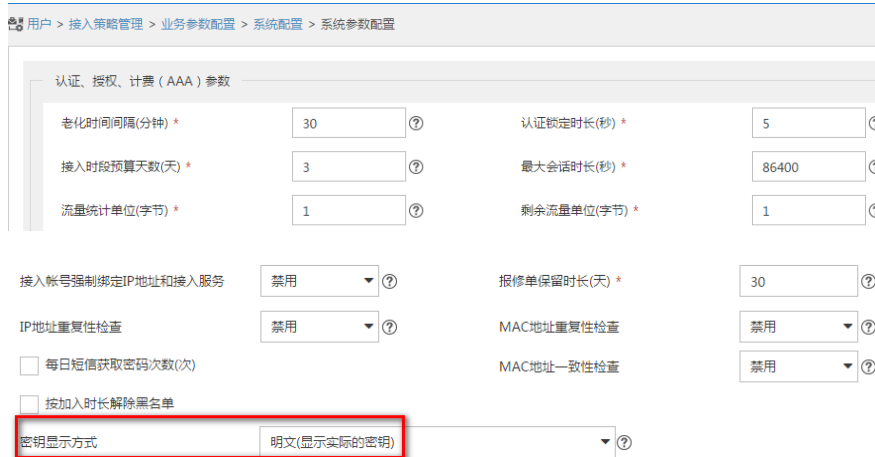 用户 > 接入策略管理 > 业务参数配置 > 系统配置 > 系统参数配置
认证、授权、计费（AAA）参数
老化时间间隔(分钟) * 30 认证锁定时长(秒) * 5
接入时段预算天数(天) * 3 最大会话时长(秒) * 86400
流量统计单位(字节) * 1 剩余流量单位(字节) * 1
接入帐号强制绑定IP地址和接入服务 禁用 报修单保留时长(天) * 30
IP地址重复性检查 禁用 MAC地址重复性检查 禁用
每日短信获取密码次数(次) MAC地址一致性检查 禁用
按加入时长解除黑名单
密钥显示方式 明文(显示实际的密钥)